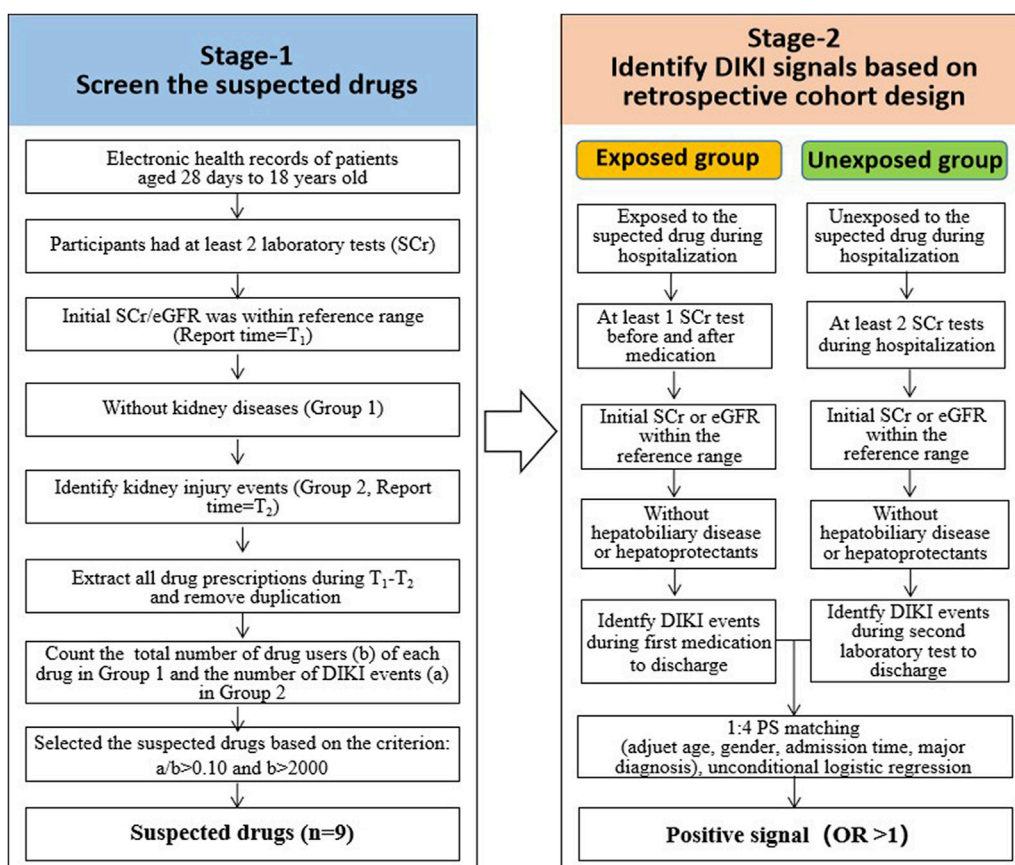 Stage-1
Screen the suspected drugs
Electronic health records of patients
aged 28 days to 18 years old
Participants had at least 2 laboratory tests (SCr)
Initial SCr/eGFR was within reference range
(Report time=T₁)
Without kidney diseases (Group 1)
Identify kidney injury events (Group 2, Report
time=T₂)
Extract all drug prescriptions during T₁-T₂
and remove duplication
Count the total number of drug users (b) of each
drug in Group 1 and the number of DIKI events (a)
in Group 2
Selected the suspected drugs based on the criterion:
a/b>0.10 and b>2000
Suspected drugs (n=9)
Stage-2
Identify DIKI signals based on
retrospective cohort design
Exposed group
Exposed to the
supected drug during
hospitalization
At least 1 SCr test
before and after
medication
Initial SCr or eGFR
within the
reference range
Without
hepatobiliary disease
or hepatoprotectants
Identify DIKI events
during first medication
to discharge
Unexposed group
Unexposed to the
supected drug during
hospitalization
At least 2 SCr tests
during hospitalization
Initial SCr or eGFR
within the
reference range
Without
hepatobiliary disease
or hepatoprotectants
Identify DIKI events
during second
laboratory test to
discharge
1:4 PS matching
(adjuet age, gender, admission time, major
diagnosis), unconditional logistic regression
Positive signal (OR >1)